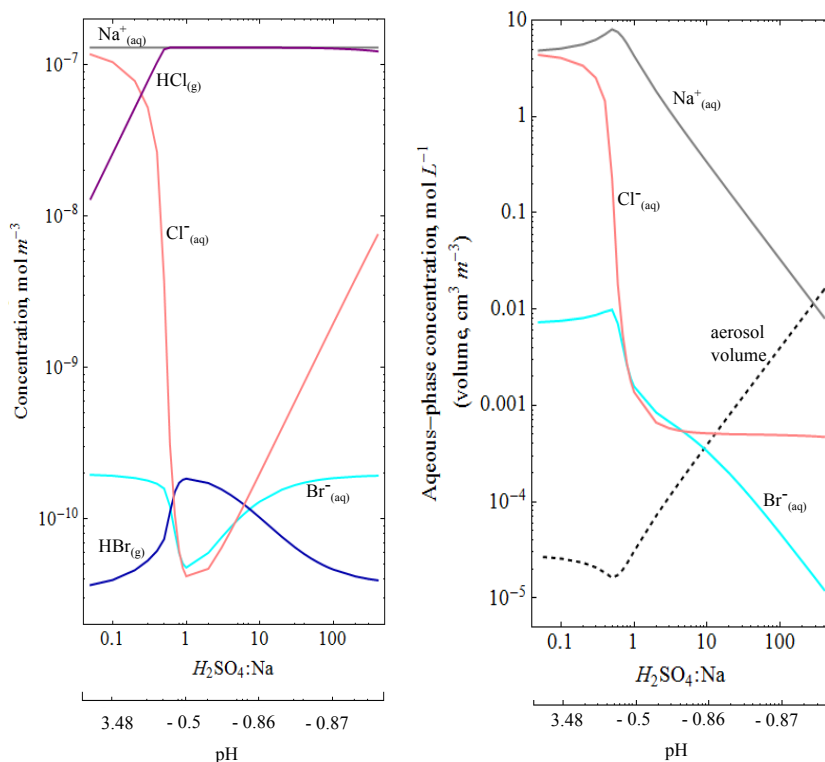 Concentration, mol m⁻³
10⁻⁷
10⁻⁸
10⁻⁹
10⁻¹⁰
Na⁺(aq)
HCl(g)
Cl⁻(aq)
Br⁻(aq)
HBr(g)
0.1 1 10 100
H₂SO₄:Na
3.48 - 0.5 - 0.86 - 0.87
pH
Aqeous–phase concentration, mol L⁻¹
(volume, cm³ m⁻³)
10
1
0.1
0.01
0.001
10⁻⁴
10⁻⁵
Na⁺(aq)
Cl⁻(aq)
aerosol
volume
Br⁻(aq)
0.1 1 10 100
H₂SO₄:Na
3.48 - 0.5 - 0.86 - 0.87
pH